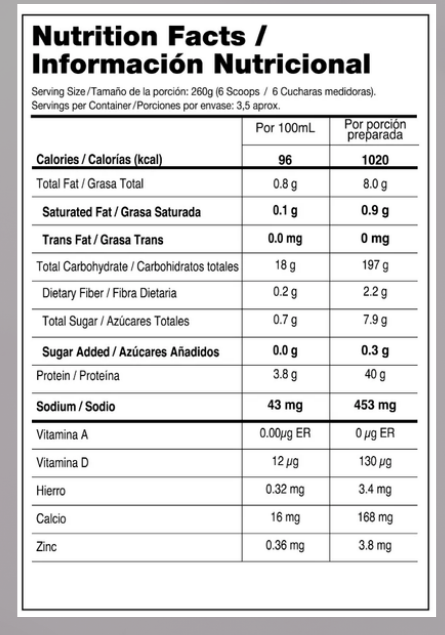 Nutrition Facts /
Información Nutricional
Serving Size/Tamaño de la porción: 260g (6 Scoops / 6 Cucharas medidoras).
Servings per Container/Porciones por envase: 3,5 aprox.
Por 100mL Por porción preparada
Calories / Calorías (kcal) 96 1020
Total Fat / Grasa Total 0.8 g 8.0 g
Saturated Fat / Grasa Saturada 0.1 g 0.9 g
Trans Fat / Grasa Trans 0.0 mg 0 mg
Total Carbohydrate / Carbohidratos totales 18 g 197 g
Dietary Fiber / Fibra Dietaria 0.2 g 2.2 g
Total Sugar / Azúcares Totales 0.7 g 7.9 g
Sugar Added / Azúcares Añadidos 0.0 g 0.3 g
Protein / Proteína 3.8 g 40 g
Sodium / Sodio 43 mg 453 mg
Vitamina A 0.00µg ER 0 µg ER
Vitamina D 12 µg 130 µg
Hierro 0.32 mg 3.4 mg
Calcio 16 mg 168 mg
Zinc 0.36 mg 3.8 mg